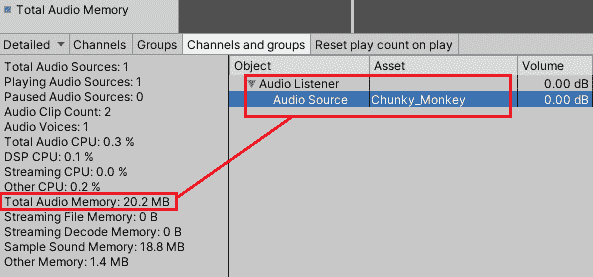 Total Audio Memory
Detailed Channels Groups Channels and groups Reset play count on play
Total Audio Sources: 1
Playing Audio Sources: 1
Paused Audio Sources: 0
Audio Clip Count: 2
Audio Voices: 1
Total Audio CPU: 0.3 %
DSP CPU: 0.1 %
Streaming CPU: 0.0 %
Other CPU: 0.2 %
Total Audio Memory: 20.2 MB
Streaming File Memory: 0 B
Streaming Decode Memory: 0 B
Sample Sound Memory: 18.8 MB
Other Memory: 1.4 MB
Object Asset Volume
Audio Listener 0.00 dB
Audio Source Chunky_Monkey 0.00 dB